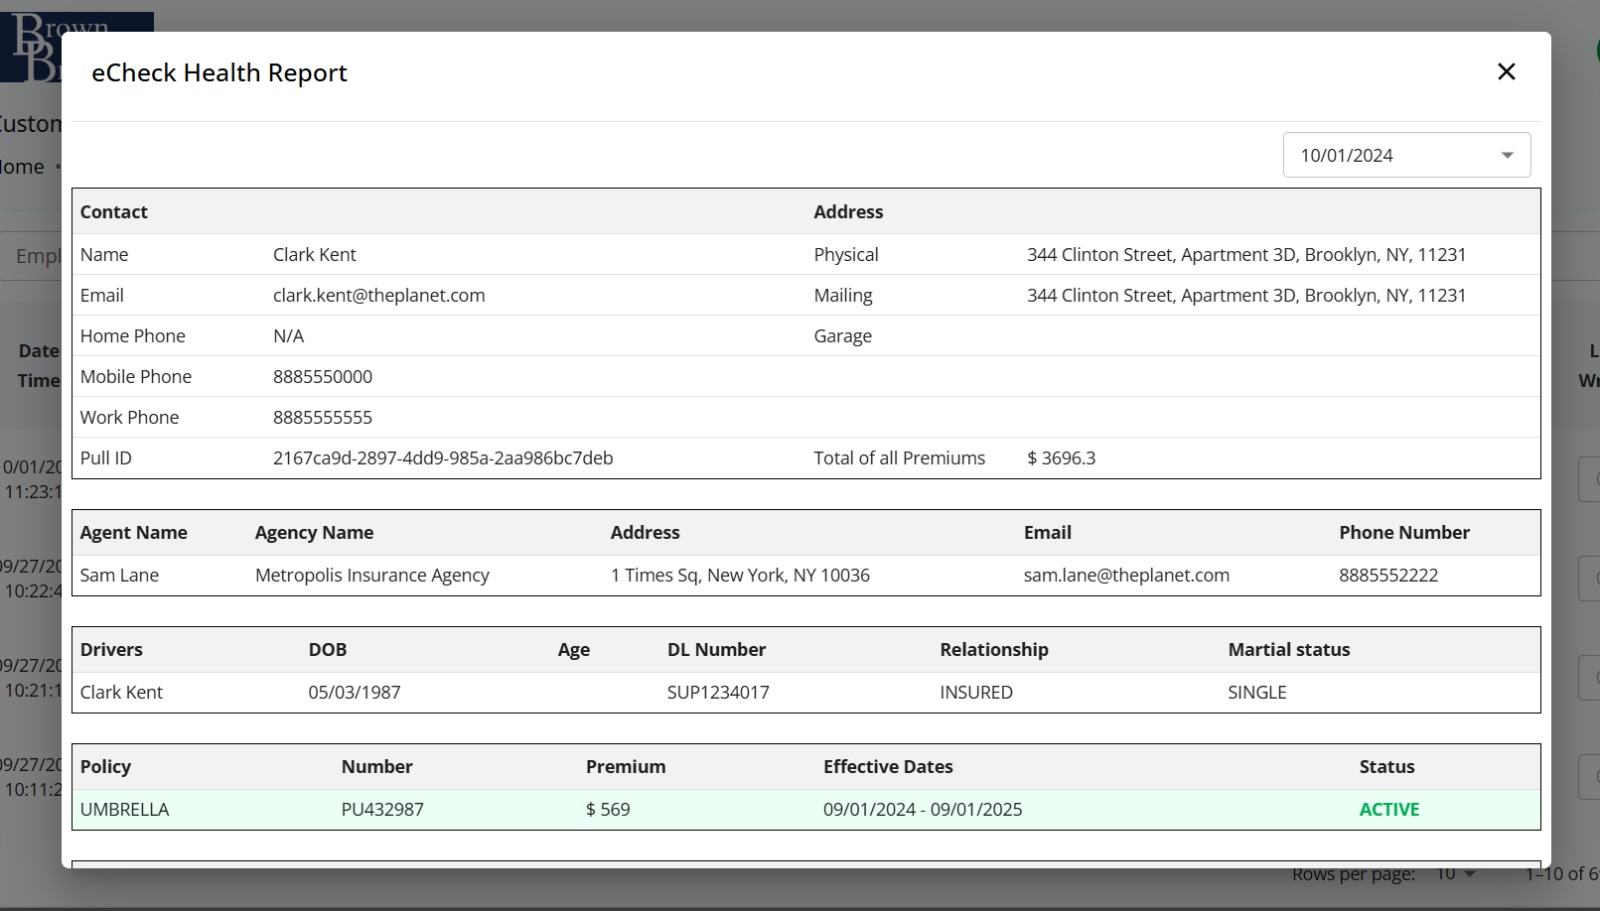 Brown
eCheck Health Report
10/01/2024
Contact Address
Name Clark Kent Physical 344 Clinton Street, Apartment 3D, Brooklyn, NY, 11231
Email clark.kent@theplanet.com Mailing 344 Clinton Street, Apartment 3D, Brooklyn, NY, 11231
Home Phone N/A Garage
Mobile Phone 8885550000
Work Phone 8885555555
Pull ID 2167ca9d-2897-4dd9-985a-2aa986bc7deb Total of all Premiums $ 3696.3
Agent Name Agency Name Address Email Phone Number
Sam Lane Metropolis Insurance Agency 1 Times Sq, New York, NY 10036 sam.lane@theplanet.com 8885552222
Drivers DOB Age DL Number Relationship Martial status
Clark Kent 05/03/1987 SUP1234017 INSURED SINGLE
Policy Number Premium Effective Dates Status
UMBRELLA PU432987 $ 569 09/01/2024 - 09/01/2025 ACTIVE
Date
Time
Rows per page: 10 1–10 of